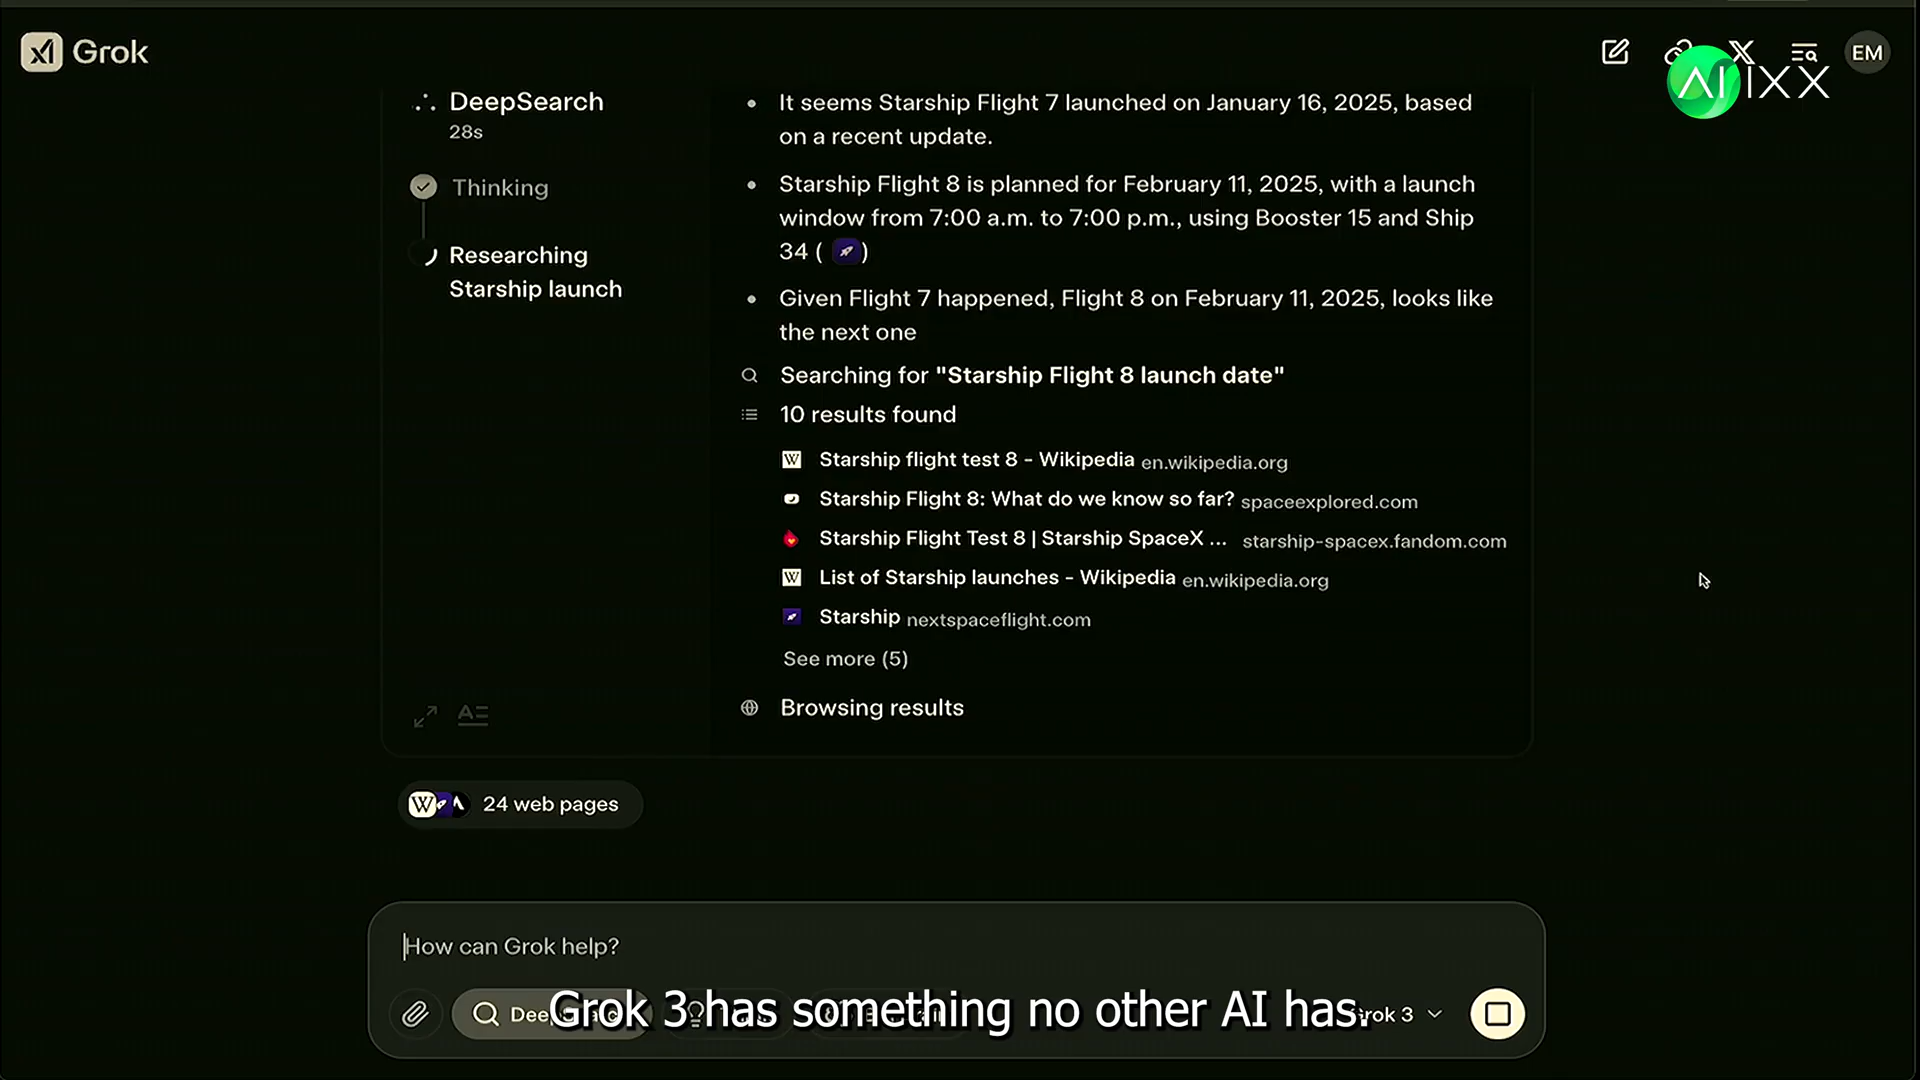 Grok
EM
AIIXX
DeepSearch
28s
Thinking
Researching
Starship launch
It seems Starship Flight 7 launched on January 16, 2025, based
on a recent update.
Starship Flight 8 is planned for February 11, 2025, with a launch
window from 7:00 a.m. to 7:00 p.m., using Booster 15 and Ship
34 ( )
Given Flight 7 happened, Flight 8 on February 11, 2025, looks like
the next one
Searching for "Starship Flight 8 launch date"
10 results found
Starship flight test 8 - Wikipedia en.wikipedia.org
Starship Flight 8: What do we know so far? spaceexplored.com
Starship Flight Test 8 | Starship SpaceX ... starship-spacex.fandom.com
List of Starship launches - Wikipedia en.wikipedia.org
Starship nextspaceflight.com
See more (5)
Browsing results
24 web pages
How can Grok help?
Grok 3
Grok 3 has something no other AI has.